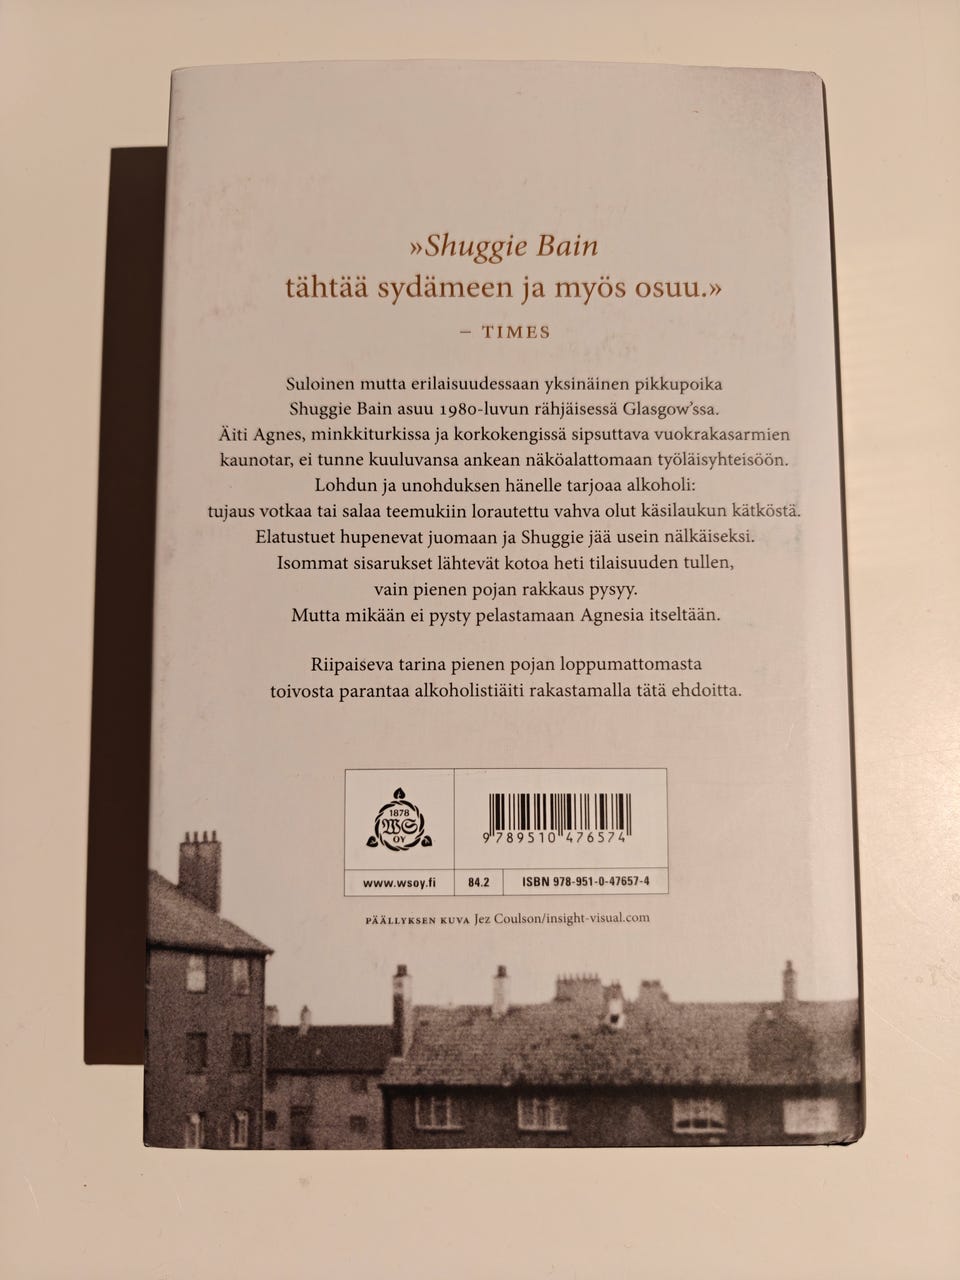 »Shuggie Bain
tähtää sydämeen ja myös osuu.»
– TIMES
Suloinen mutta erilaisuudessaan yksinäinen pikkupoika
Shuggie Bain asuu 1980-luvun rähjäisessä Glasgow'ssa.
Äiti Agnes, minkkiturkissa ja korkokengissä sipsuttava vuokrakasarmien
kaunotar, ei tunne kuuluvansa ankean näköalattomaan työläisyhteisöön.
Lohdun ja unohduksen hänelle tarjoaa alkoholi:
tujaus votkaa tai salaa teemukiin lorautettu vahva olut käsilaukun kätköstä.
Elatustuet hupenevat juomaan ja Shuggie jää usein nälkäiseksi.
Isommat sisarukset lähtevät kotoa heti tilaisuuden tullen,
vain pienen pojan rakkaus pysyy.
Mutta mikään ei pysty pelastamaan Agnesia itseltään.
Riipaiseva tarina pienen pojan loppumattomasta
toivosta parantaa alkoholistiäiti rakastamalla tätä ehdoitta.
1878
WS
OY
9 789510 476574
www.wsoy.fi
84.2
ISBN 978-951-0-47657-4
PÄÄLLYKSEN KUVA Jez Coulson/insight-visual.com